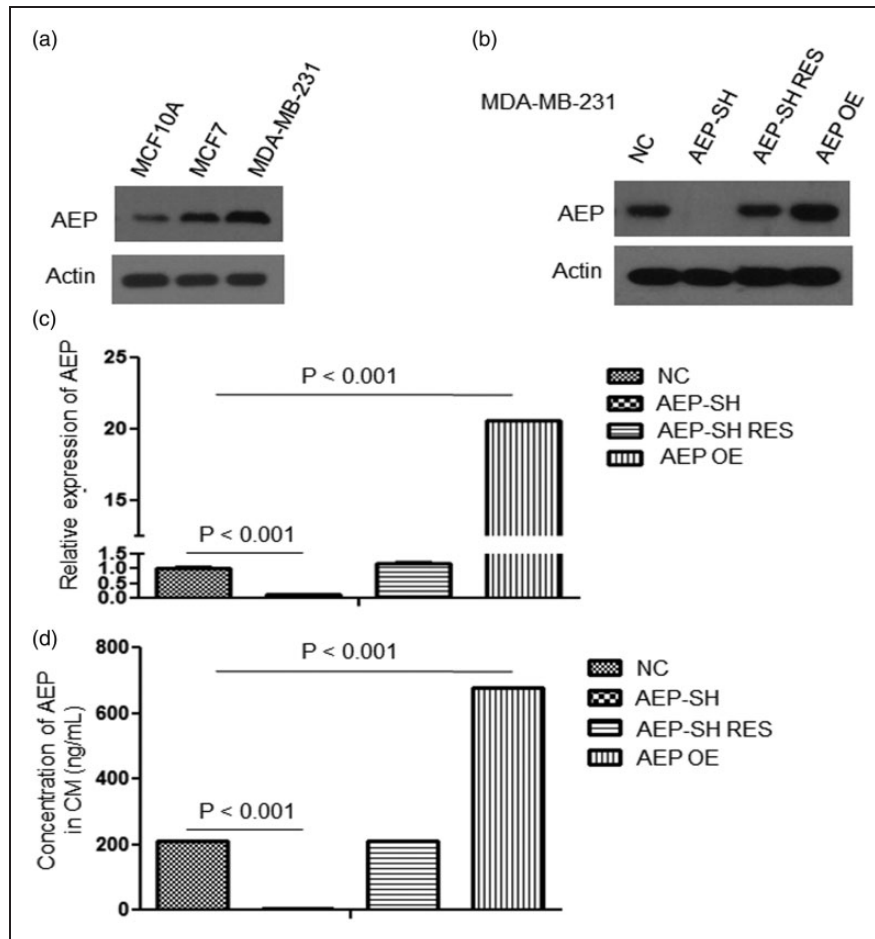 (a)
MCF10A
MCF7
MDA-MB-231
AEP
Actin
(b)
MDA-MB-231
NC
AEP-SH
AEP-SH RES
AEP OE
AEP
Actin
(c)
Relative expression of AEP
25
20
15
1.5
1.0
0.5
0.0
P < 0.001
P < 0.001
NC
AEP-SH
AEP-SH RES
AEP OE
(d)
Concentration of AEP
in CM (ng/mL)
800
600
400
200
0
P < 0.001
P < 0.001
NC
AEP-SH
AEP-SH RES
AEP OE